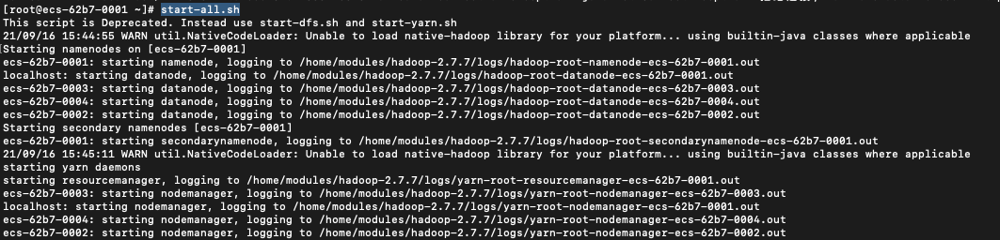 [root@ecs-62b7-0001 ~]# start-all.sh
This script is Deprecated. Instead use start-dfs.sh and start-yarn.sh
21/09/16 15:44:55 WARN util.NativeCodeLoader: Unable to load native-hadoop library for your platform... using builtin-java classes where applicable
Starting namenodes on [ecs-62b7-0001]
ecs-62b7-0001: starting namenode, logging to /home/modules/hadoop-2.7.7/logs/hadoop-root-namenode-ecs-62b7-0001.out
localhost: starting datanode, logging to /home/modules/hadoop-2.7.7/logs/hadoop-root-datanode-ecs-62b7-0001.out
ecs-62b7-0003: starting datanode, logging to /home/modules/hadoop-2.7.7/logs/hadoop-root-datanode-ecs-62b7-0003.out
ecs-62b7-0004: starting datanode, logging to /home/modules/hadoop-2.7.7/logs/hadoop-root-datanode-ecs-62b7-0004.out
ecs-62b7-0002: starting datanode, logging to /home/modules/hadoop-2.7.7/logs/hadoop-root-datanode-ecs-62b7-0002.out
Starting secondary namenodes [ecs-62b7-0001]
ecs-62b7-0001: starting secondarynamenode, logging to /home/modules/hadoop-2.7.7/logs/hadoop-root-secondarynamenode-ecs-62b7-0001.out
21/09/16 15:45:11 WARN util.NativeCodeLoader: Unable to load native-hadoop library for your platform... using builtin-java classes where applicable
starting yarn daemons
starting resourcemanager, logging to /home/modules/hadoop-2.7.7/logs/yarn-root-resourcemanager-ecs-62b7-0001.out
ecs-62b7-0003: starting nodemanager, logging to /home/modules/hadoop-2.7.7/logs/yarn-root-nodemanager-ecs-62b7-0003.out
localhost: starting nodemanager, logging to /home/modules/hadoop-2.7.7/logs/yarn-root-nodemanager-ecs-62b7-0001.out
ecs-62b7-0004: starting nodemanager, logging to /home/modules/hadoop-2.7.7/logs/yarn-root-nodemanager-ecs-62b7-0004.out
ecs-62b7-0002: starting nodemanager, logging to /home/modules/hadoop-2.7.7/logs/yarn-root-nodemanager-ecs-62b7-0002.out